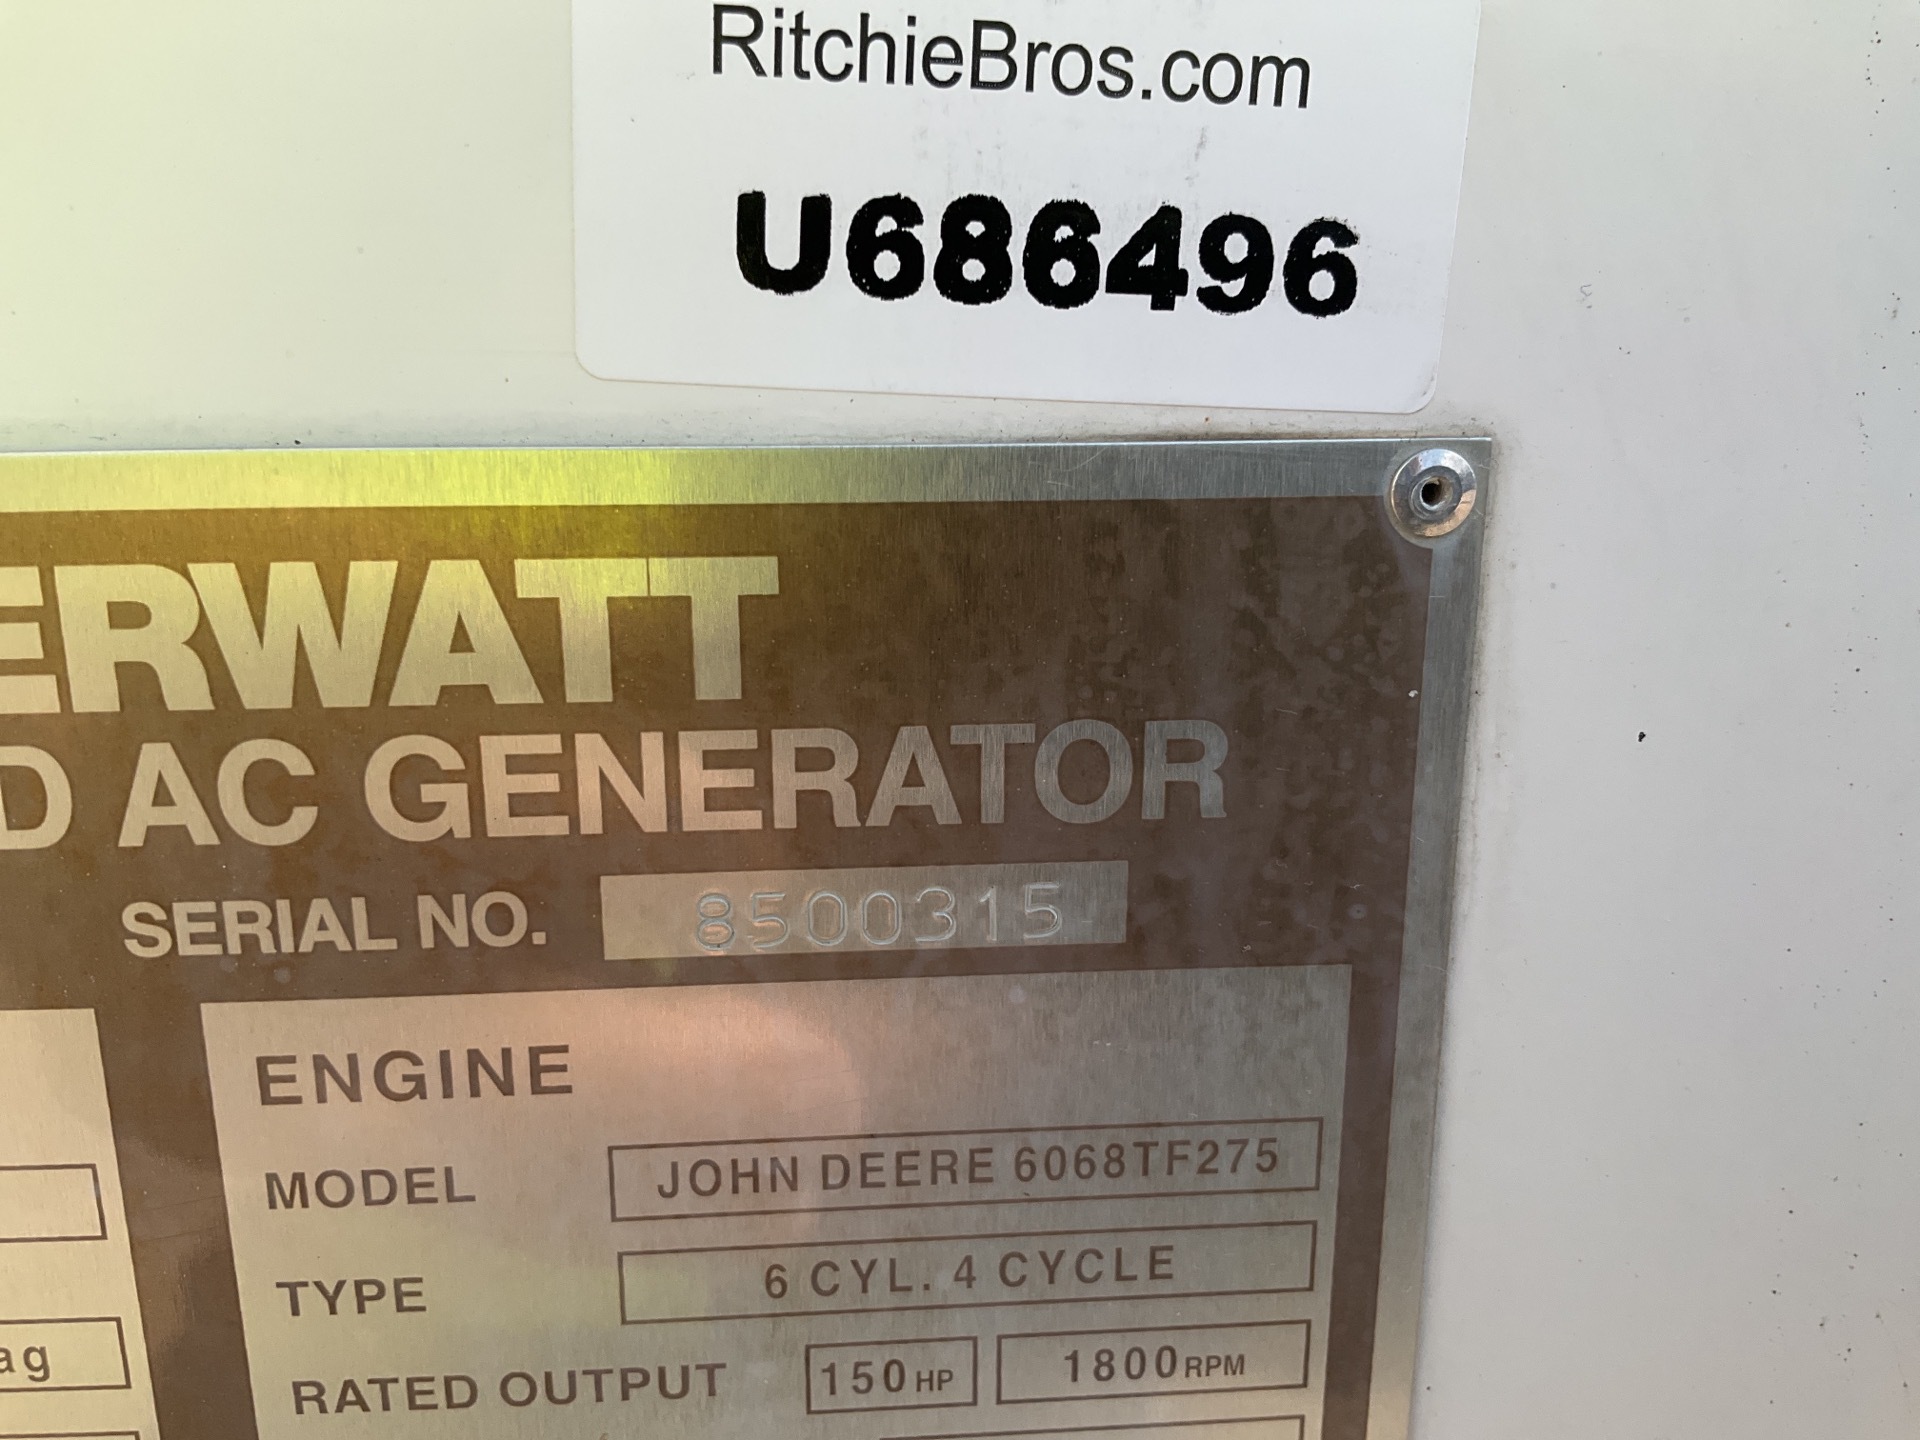 RitchieBros.com
U686496
ERWATT
D AC GENERATOR
SERIAL NO. 8500315
ENGINE
MODEL JOHN DEERE 6068TF275
TYPE 6 CYL. 4 CYCLE
ag
RATED OUTPUT 150 HP 1800 RPM